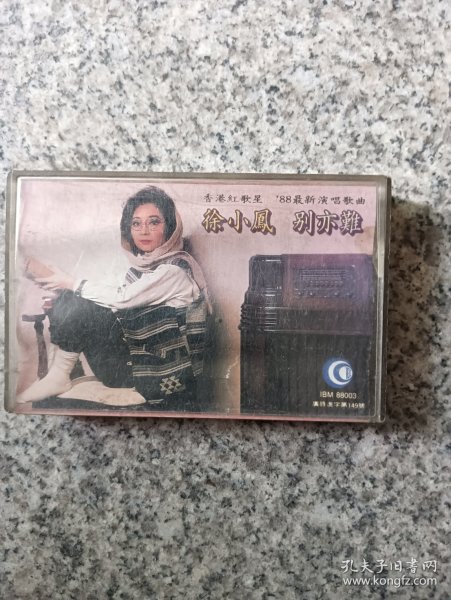 香港紅歌星 '88最新演唱歌曲
徐小鳳 别亦難
IBM 88003
孔夫子旧书网
www.kongfz.com